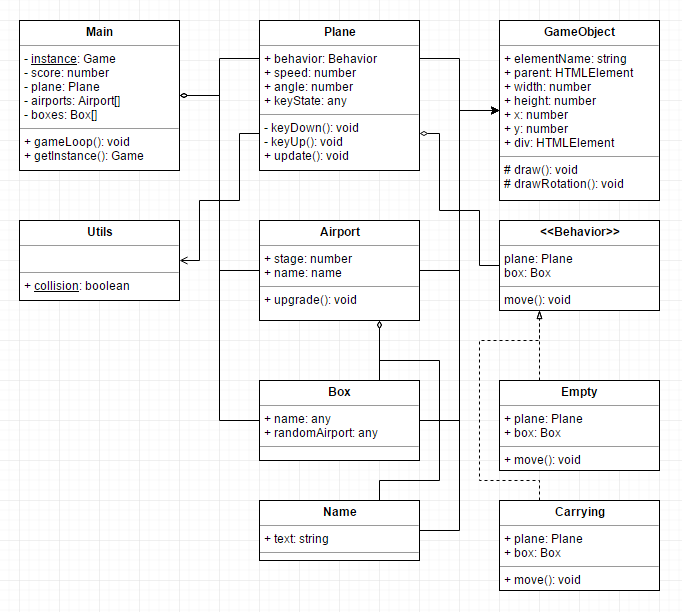 Main
- instance: Game
- score: number
- plane: Plane
- airports: Airport[]
- boxes: Box[]
+ gameLoop(): void
+ getInstance(): Game
Plane
+ behavior: Behavior
+ speed: number
+ angle: number
+ keyState: any
- keyDown(): void
- keyUp(): void
+ update(): void
GameObject
+ elementName: string
+ parent: HTMLElement
+ width: number
+ height: number
+ x: number
+ y: number
+ div: HTMLElement
# draw(): void
# drawRotation(): void
Utils
+ collision: boolean
Airport
+ stage: number
+ name: name
+ upgrade(): void
<<Behavior>>
plane: Plane
box: Box
move(): void
Box
+ name: any
+ randomAirport: any
Empty
+ plane: Plane
+ box: Box
+ move(): void
Name
+ text: string
Carrying
+ plane: Plane
+ box: Box
+ move(): void